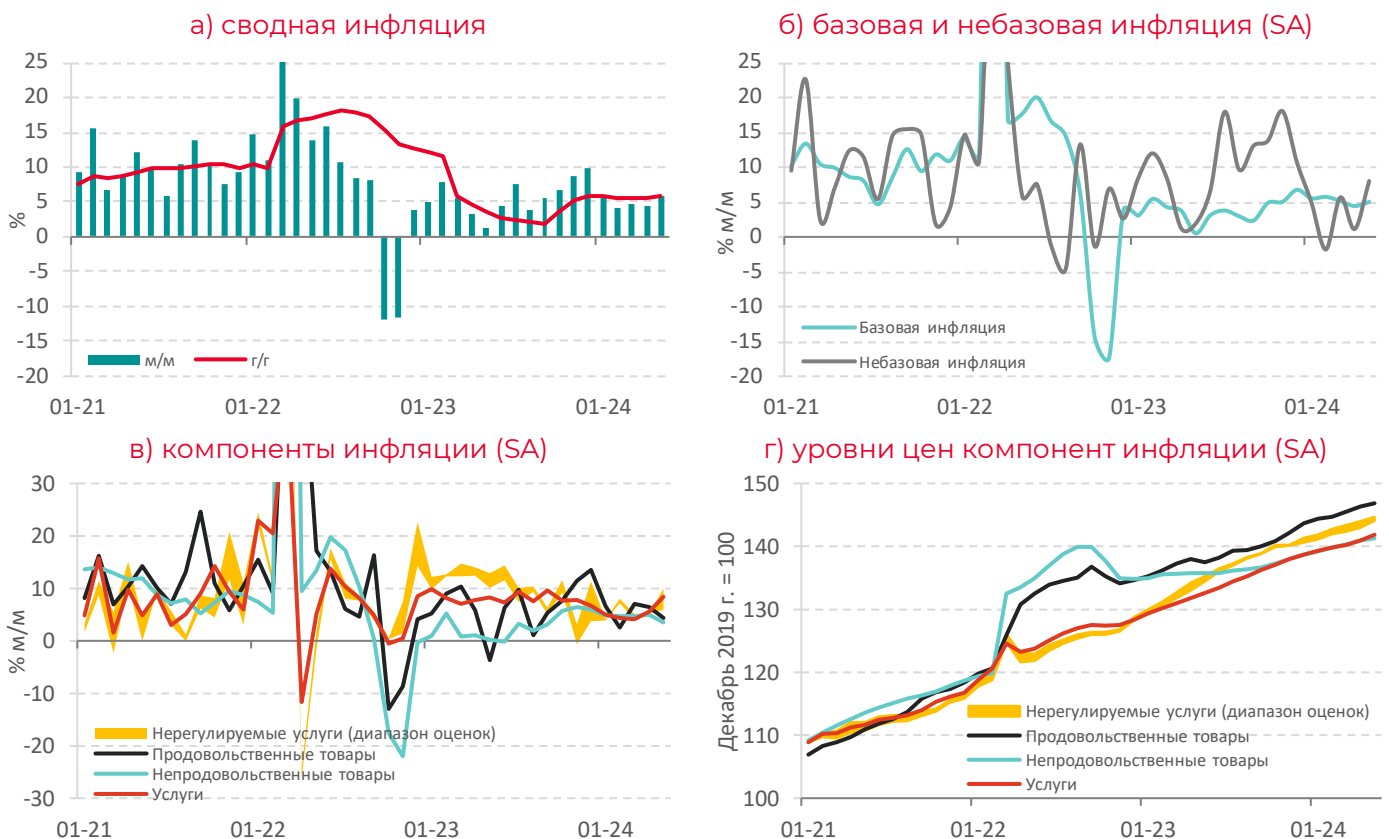 а) сводная инфляция
25
20
15
10
5
0
-5
-10
-15
-20
%
м/м
г/г
01-21
01-22
01-23
01-24
б) базовая и небазовая инфляция (SA)
25
20
15
10
5
0
-5
-10
-15
-20
% м/м
Базовая инфляция
Небазовая инфляция
01-21
01-22
01-23
01-24
в) компоненты инфляции (SA)
30
20
10
0
-10
-20
-30
% м/м
Нерегулируемые услуги (диапазон оценок)
Продовольственные товары
Непродовольственные товары
Услуги
01-21
01-22
01-23
01-24
г) уровни цен компонент инфляции (SA)
150
140
130
120
110
100
Декабрь 2019 г. = 100
Нерегулируемые услуги (диапазон оценок)
Продовольственные товары
Непродовольственные товары
Услуги
01-21
01-22
01-23
01-24